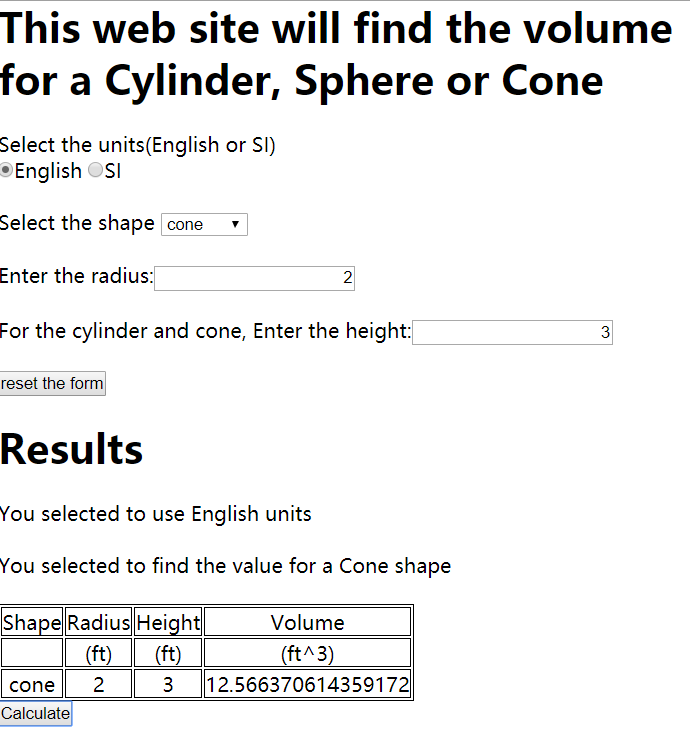 This web site will find the volume
for a Cylinder, Sphere or Cone
Select the units(English or SI)
English SI
Select the shape cone
Enter the radius: 2
For the cylinder and cone, Enter the height: 3
reset the form
Results
You selected to use English units
You selected to find the value for a Cone shape
Shape Radius Height Volume
(ft) (ft) (ft^3)
cone 2 3 12.566370614359172
Calculate